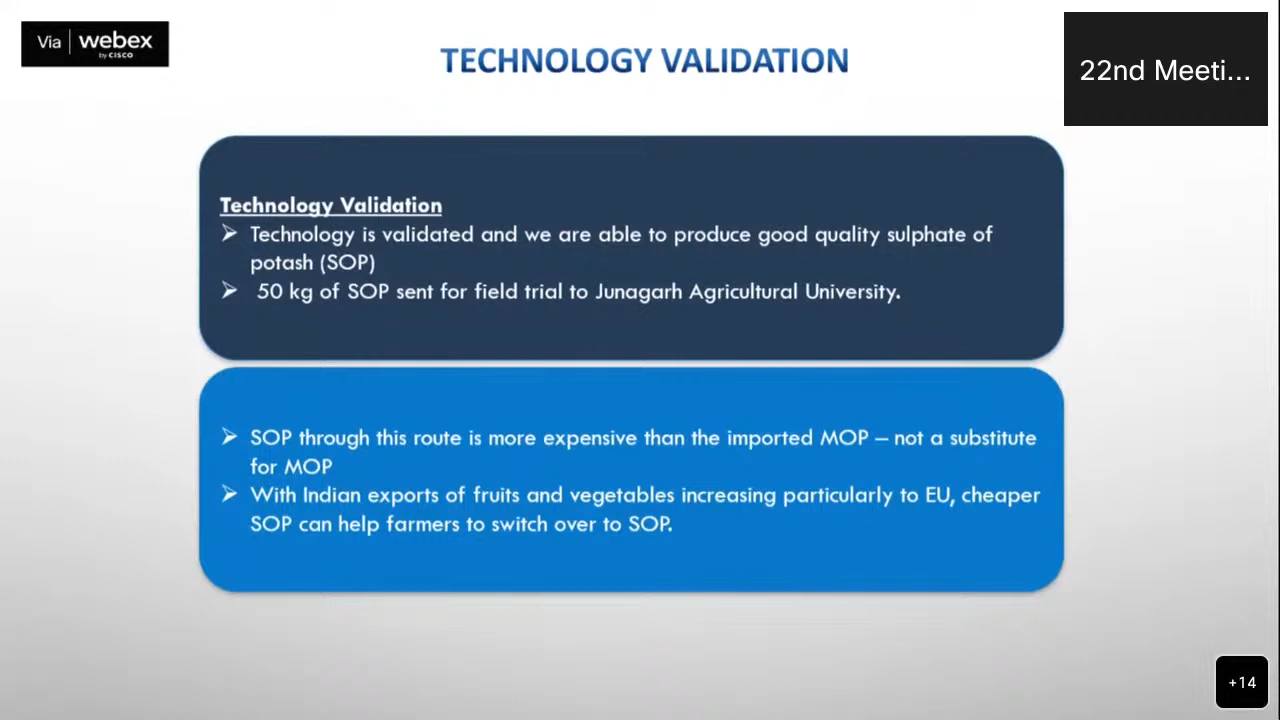 Via webex
by CISCO
TECHNOLOGY VALIDATION
22nd Meeti...
Technology Validation
➢ Technology is validated and we are able to produce good quality sulphate of
potash (SOP)
➢ 50 kg of SOP sent for field trial to Junagarh Agricultural University.
➢ SOP through this route is more expensive than the imported MOP – not a substitute
for MOP
➢ With Indian exports of fruits and vegetables increasing particularly to EU, cheaper
SOP can help farmers to switch over to SOP.
+14